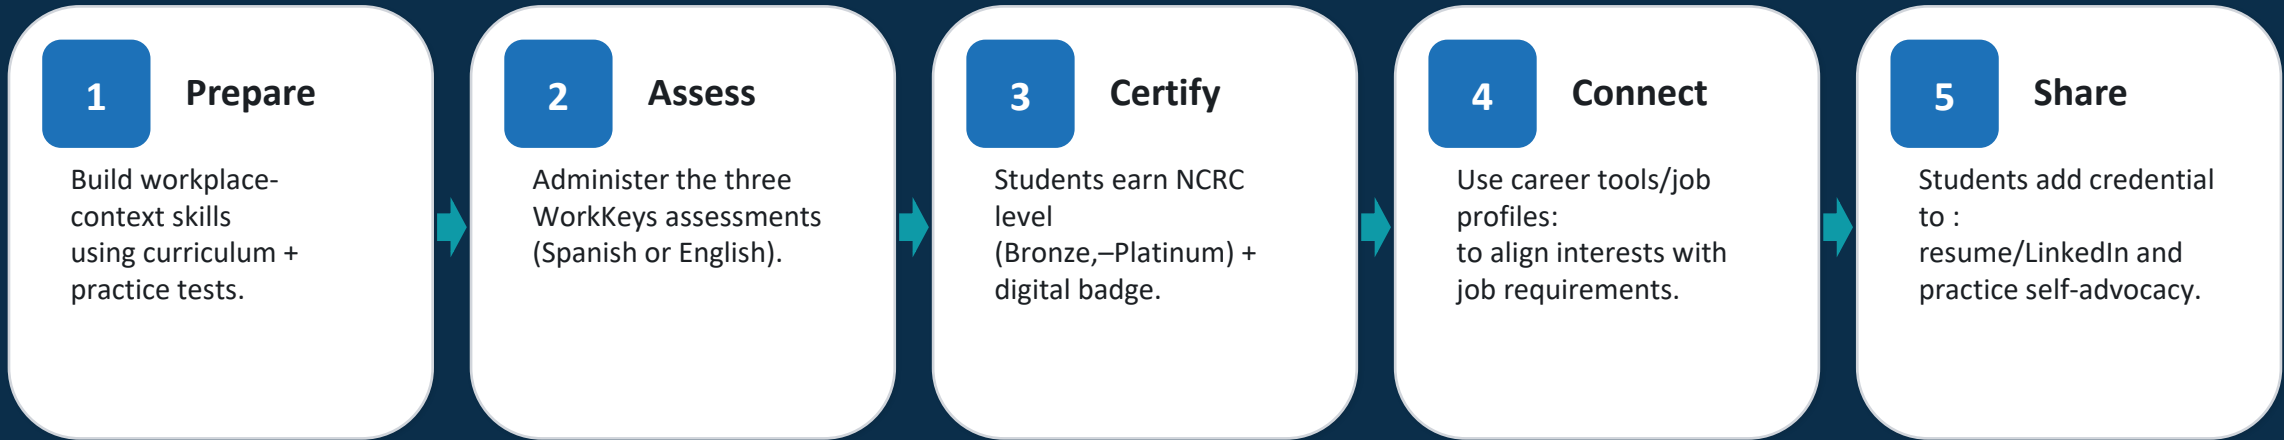 1 Prepare
Build workplace-
context skills
using curriculum +
practice tests.
2 Assess
Administer the three
WorkKeys assessments
(Spanish or English).
3 Certify
Students earn NCRC
level
(Bronze,–Platinum) +
digital badge.
4 Connect
Use career tools/job
profiles:
to align interests with
job requirements.
5 Share
Students add credential
to :
resume/LinkedIn and
practice self-advocacy.